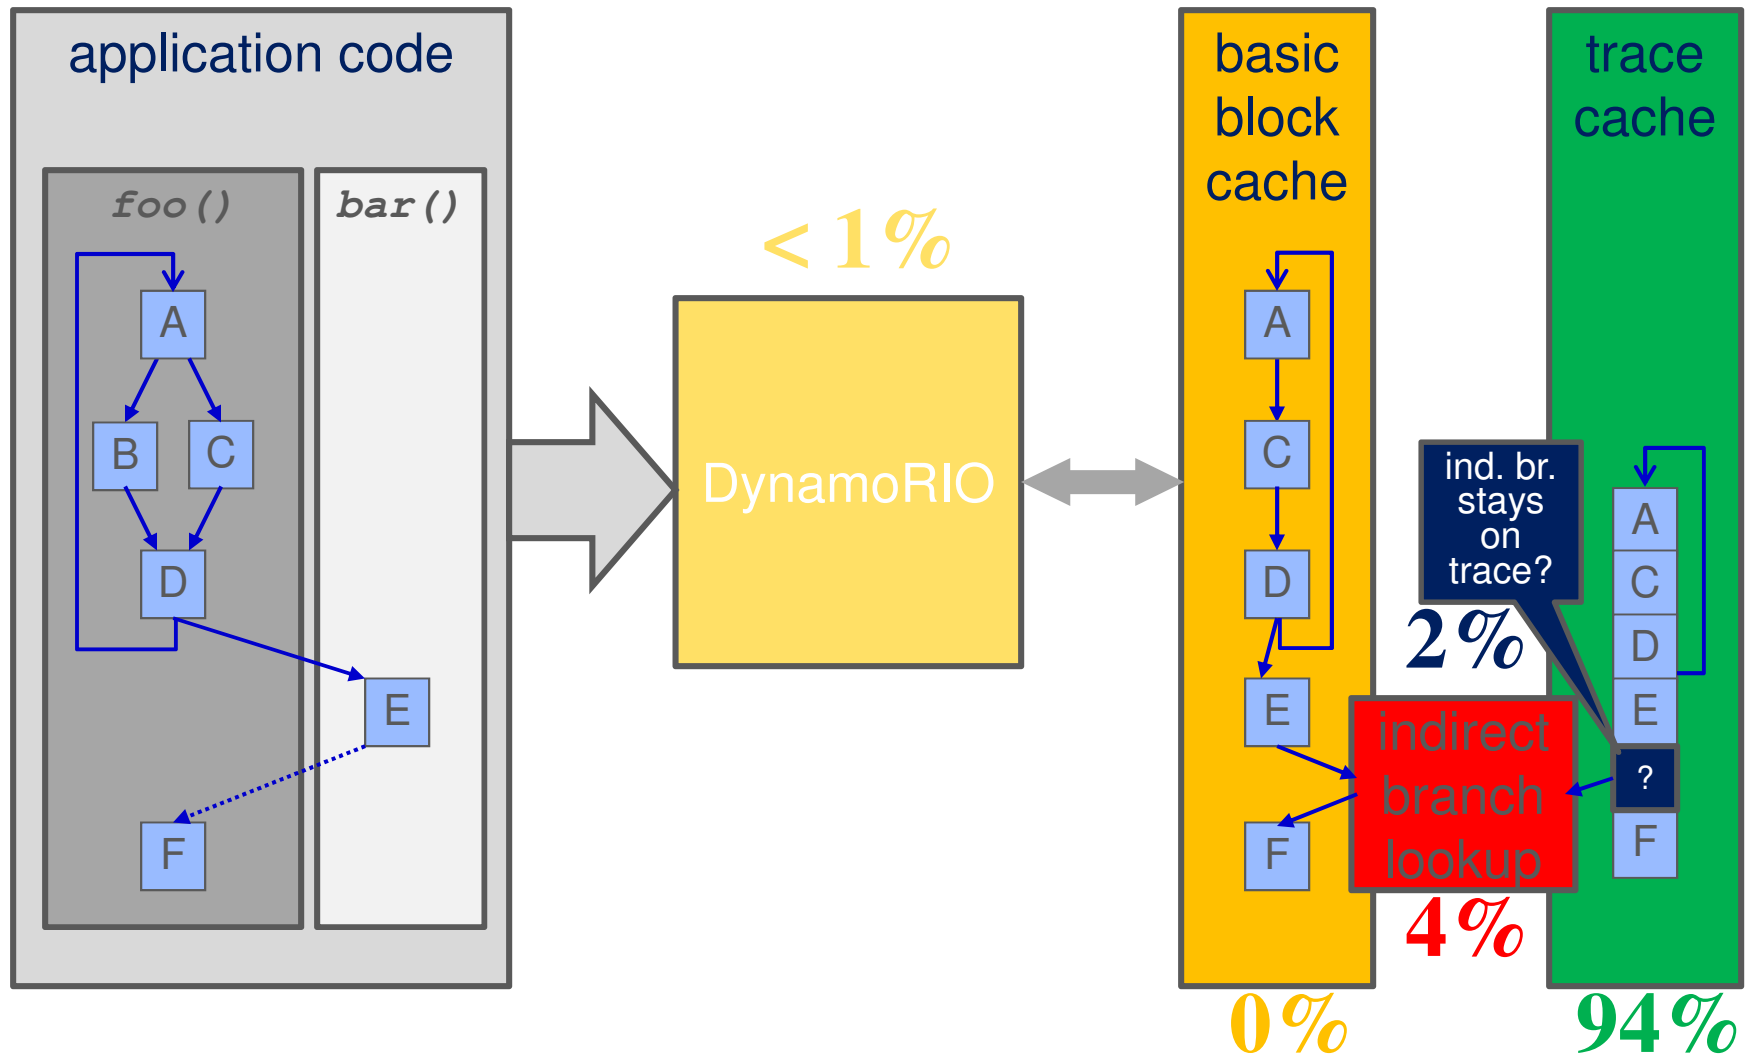 application code
foo()
bar()
A
B
C
D
E
F
< 1%
DynamoRIO
basic
block
cache
A
C
D
E
F
0%
indirect
branch
lookup
4%
2%
ind. br.
stays
on
trace?
trace
cache
A
C
D
E
?
F
94%